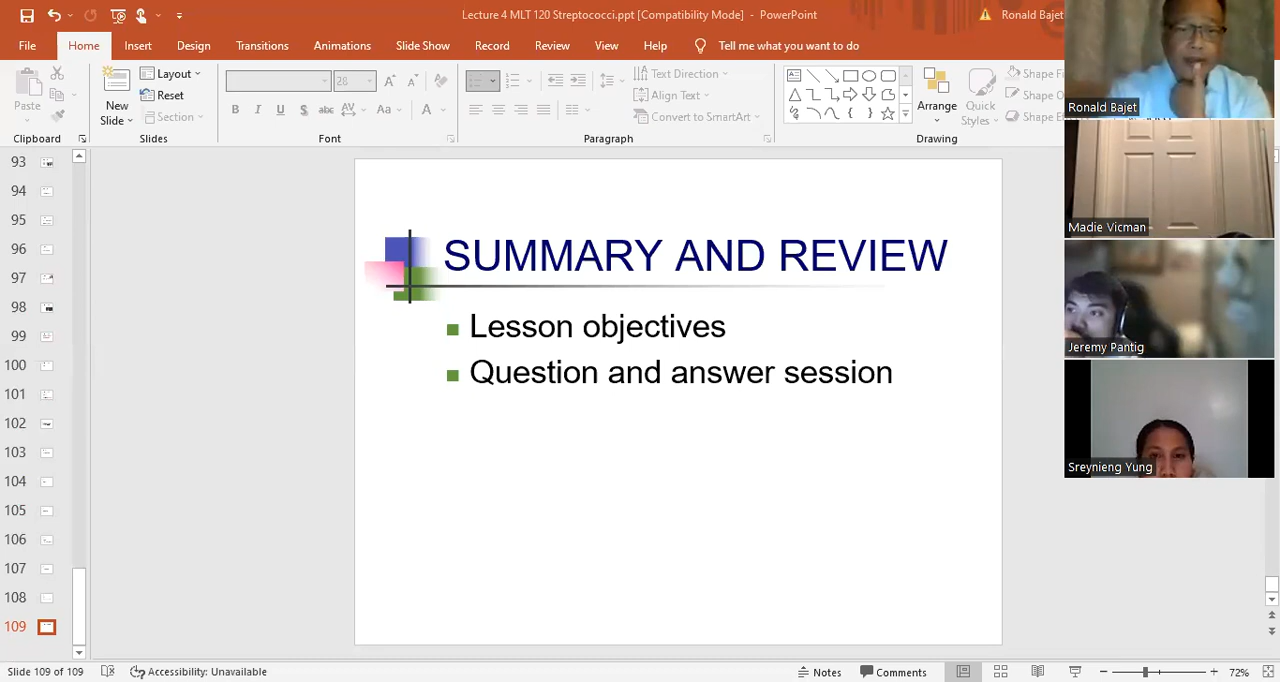 Lecture 4 MLT 120 Streptococci.ppt [Compatibility Mode] - PowerPoint
Ronald Bajet
File Home Insert Design Transitions Animations Slide Show Record Review View Help Tell me what you want to do
Paste
Clipboard
New
Slide
Layout
Reset
Section
Slides
28
B I U S abc AV Aa A
Font
Text Direction
Align Text
Convert to SmartArt
Paragraph
Arrange
Quick
Styles
Shape
Shape
Shape
Drawing
93
94
95
96
97
98
99
100
101
102
103
104
105
106
107
108
109
SUMMARY AND REVIEW
Lesson objectives
Question and answer session
Ronald Bajet
Madie Vicman
Jeremy Pantig
Sreynieng Yung
Slide 109 of 109
Accessibility: Unavailable
Notes
Comments
72%